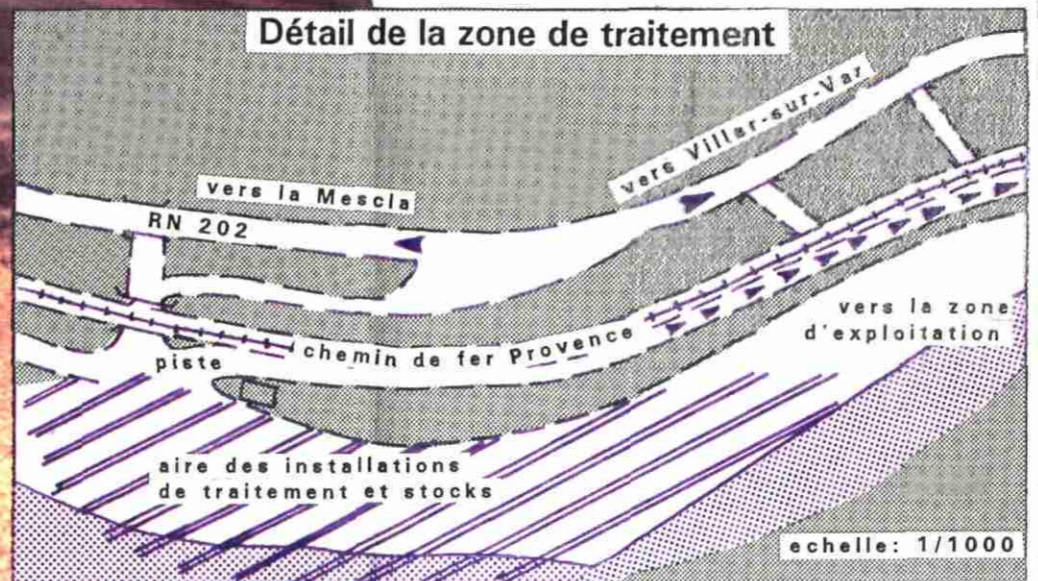 Détail de la zone de traitement
vers Villar-sur-Var
vers la Mescla
RN 202
vers la zone
d'exploitation
chemin de fer Provence
piste
aire des installations
de traitement et stocks
echelle: 1/1000